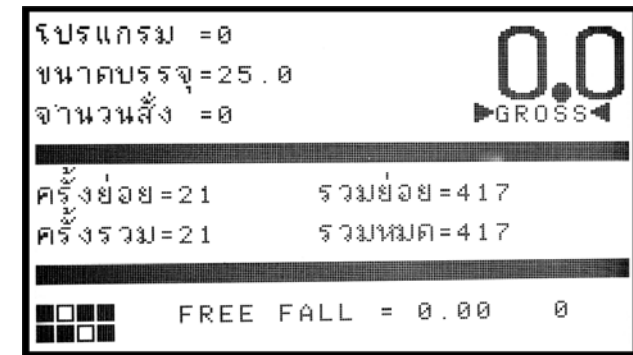 โปรแกรม =0
0.0
ขนาดบรรจุ=25.0
จำนวนสั่ง =0
▶GROSS◀
ครั้งย่อย=21 รวมย่อย=417
ครั้งรวม=21 รวมหมด=417
FREE FALL = 0.00 0